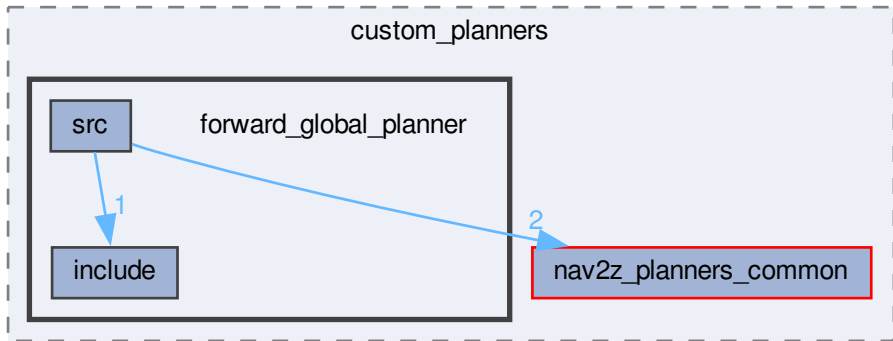 custom_planners
src
forward_global_planner
1
2
include
nav2z_planners_common